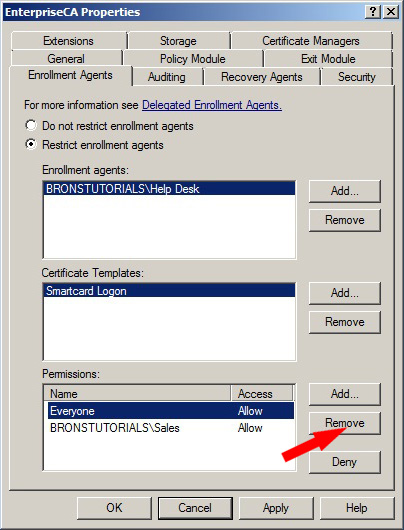 EnterpriseCA Properties
Extensions Storage Certificate Managers
General Policy Module Exit Module
Enrollment Agents Auditing Recovery Agents Security
For more information see Delegated Enrollment Agents.
Do not restrict enrollment agents
Restrict enrollment agents
Enrollment agents:
BRONSTUTORIALS\Help Desk
Add...
Remove
Certificate Templates:
Smartcard Logon
Add...
Remove
Permissions:
Name Access
Everyone Allow
BRONSTUTORIALS\Sales Allow
Add...
Remove
Deny
OK Cancel Apply Help